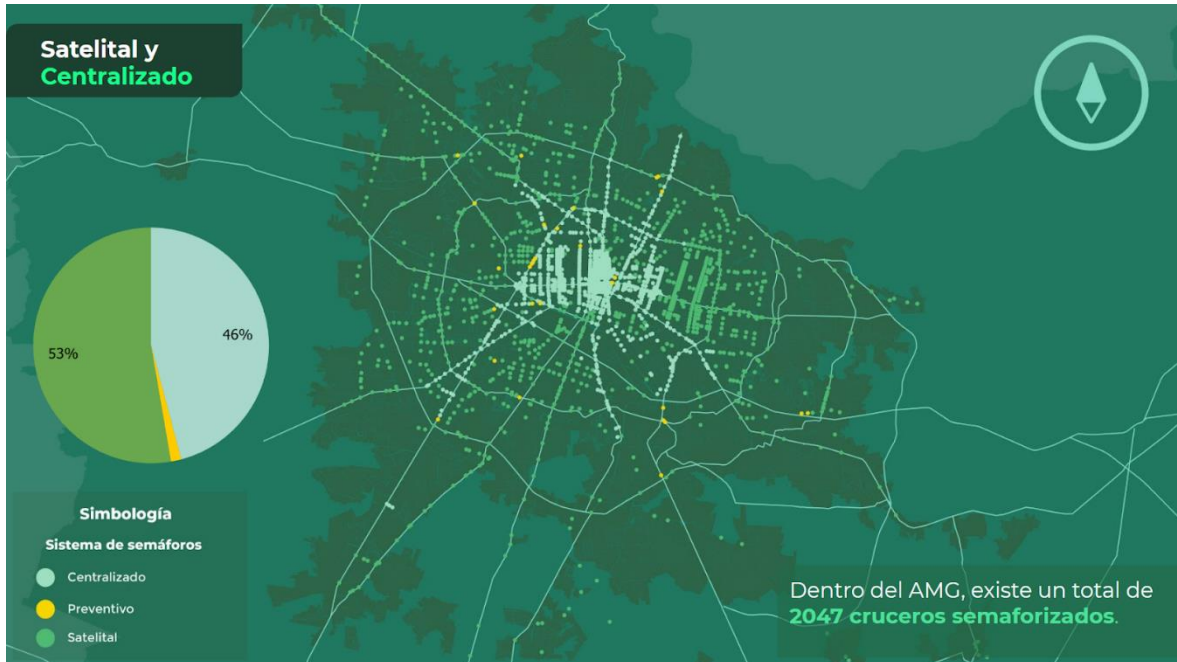 Satelital y
Centralizado
46%
53%
Simbología
Sistema de semáforos
Centralizado
Preventivo
Satelital
Dentro del AMG, existe un total de
2047 cruceros semaforizados.